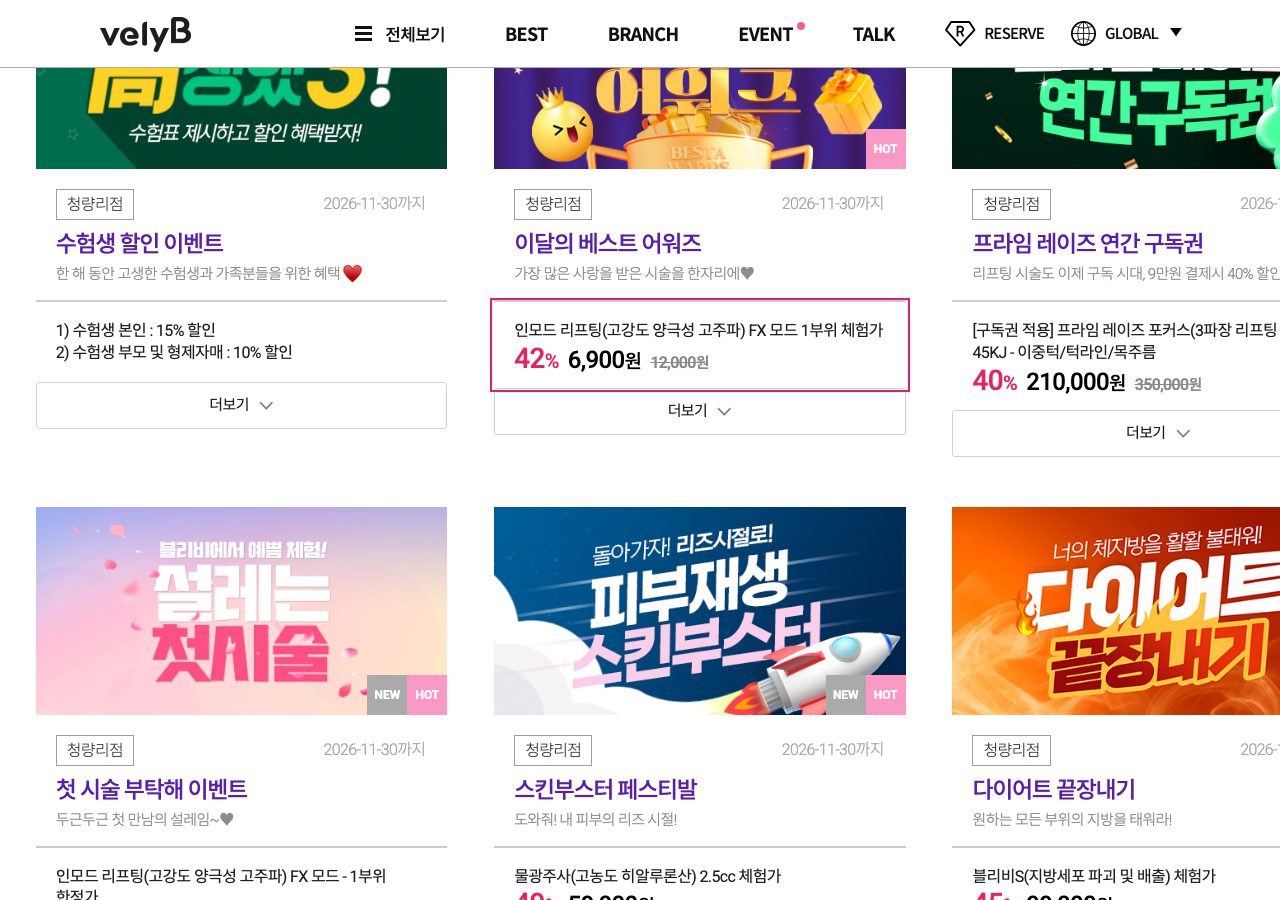 velyB
전체보기
BEST
BRANCH
EVENT
TALK
RESERVE
GLOBAL
수험표 제시하고 할인 혜택받자!
어워즈
BESTA
AWARDS
HOT
연간구독권
청량리점
2026-11-30까지
수험생 할인 이벤트
한 해 동안 고생한 수험생과 가족분들을 위한 혜택♥️
1) 수험생 본인 : 15% 할인
2) 수험생 부모 및 형제자매 : 10% 할인
더보기
청량리점
2026-11-30까지
이달의 베스트 어워즈
가장 많은 사랑을 받은 시술을 한자리에♥
인모드 리프팅(고강도 양극성 고주파) FX 모드 1부위 체험가
42% 6,900원 12,000원
더보기
청량리점
2026-1
프라임 레이즈 연간 구독권
리프팅 시술도 이제 구독 시대, 9만원 결제시 40% 할인
[구독권 적용] 프라임 레이즈 포커스(3파장 리프팅
45KJ - 이중턱/턱라인/목주름
40% 210,000원 350,000원
더보기
블리비에서 예쁨 체험!
설레는
첫시술
NEW
HOT
돌아가자! 리즈시절로!
피부재생
스킨부스터
NEW
HOT
너의 체지방을 활활 불태워!
다이어트
끝장내기
청량리점
2026-11-30까지
첫 시술 부탁해 이벤트
두근두근 첫 만남의 설레임~♥
인모드 리프팅(고강도 양극성 고주파) FX 모드 - 1부위
한정가
청량리점
2026-11-30까지
스킨부스터 페스티발
도와줘! 내 피부의 리즈 시절!
물광주사(고농도 히알루론산) 2.5cc 체험가
청량리점
2026-1
다이어트 끝장내기
원하는 모든 부위의 지방을 태워라!
블리비S(지방세포 파괴 및 배출) 체험가